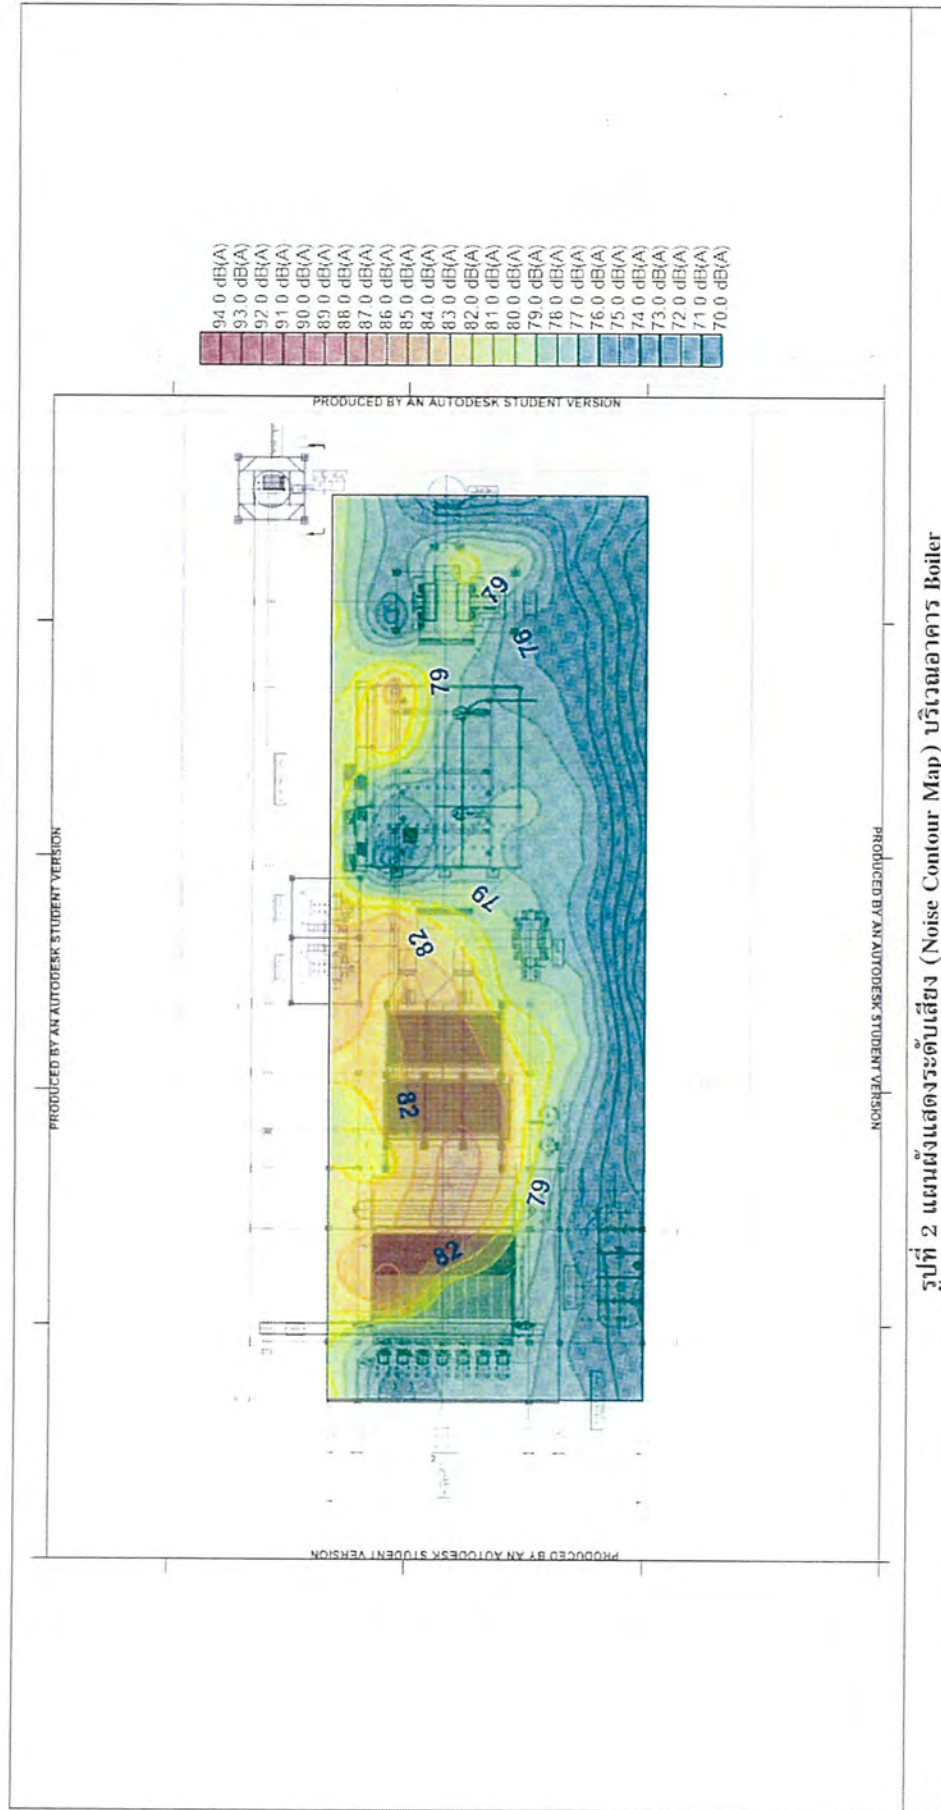 94.0 dB(A)
93.0 dB(A)
92.0 dB(A)
91.0 dB(A)
90.0 dB(A)
89.0 dB(A)
88.0 dB(A)
87.0 dB(A)
86.0 dB(A)
85.0 dB(A)
84.0 dB(A)
83.0 dB(A)
82.0 dB(A)
81.0 dB(A)
80.0 dB(A)
79.0 dB(A)
78.0 dB(A)
77.0 dB(A)
76.0 dB(A)
75.0 dB(A)
74.0 dB(A)
73.0 dB(A)
72.0 dB(A)
71.0 dB(A)
70.0 dB(A)
PRODUCED BY AN AUTODESK STUDENT VERSION
PRODUCED BY AN AUTODESK STUDENT VERSION
PRODUCED BY AN AUTODESK STUDENT VERSION
PRODUCED BY AN AUTODESK STUDENT VERSION
79
76
79
79
82
82
79
82
รูปที่ 2 แผนผังแสดงระดับเสียง (Noise Contour Map) บริเวณอาคาร Boiler